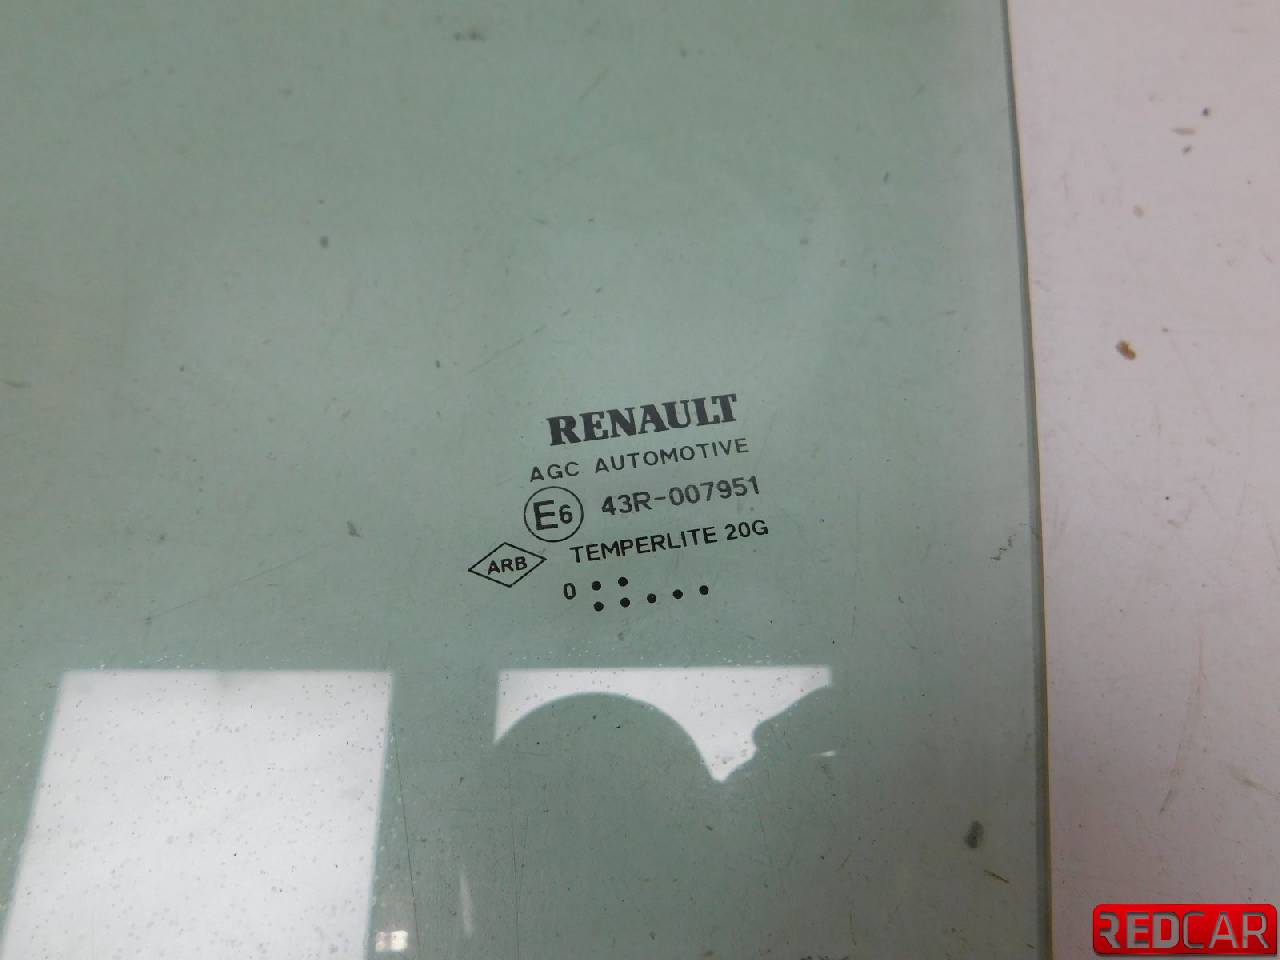 RENAULT
AGC AUTOMOTIVE
E6 43R-007951
TEMPERLITE 20G
ARB
0
REDCAR